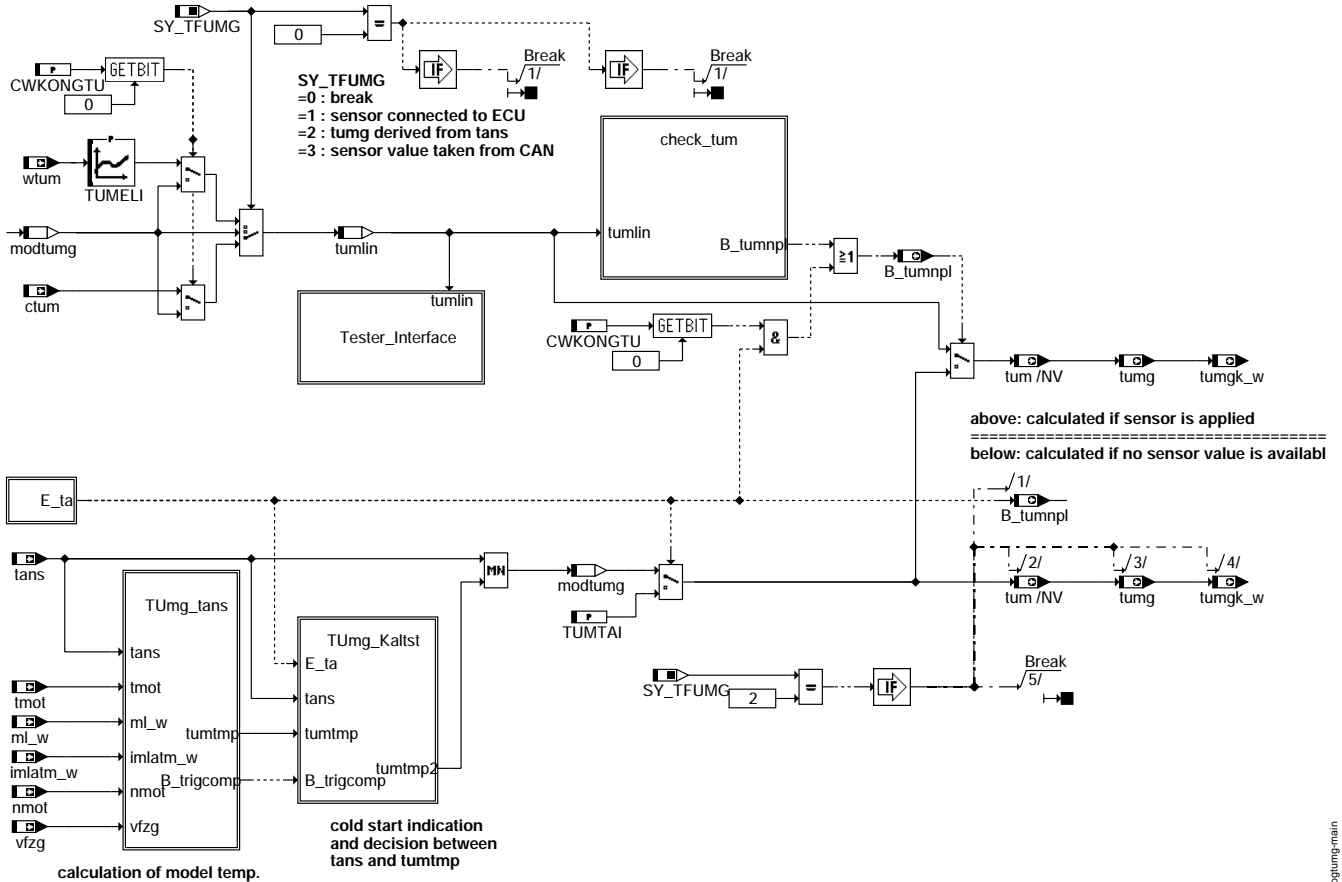 SY_TFUMG
0
=
CWKONGTU
P
GETBIT
0
IF
Break
1/
IF
Break
1/
SY_TFUMG
=0 : break
=1 : sensor connected to ECU
=2 : tumg derived from tans
=3 : sensor value taken from CAN
wtum
P
TUMELI
modtumg
ctum
tumlin
tumlin
Tester_Interface
check_tum
tumlin
B_tumnpl
≥1
B_tumnpl
P
CWKONGTU
GETBIT
0
&
tum /NV
tumg
tumgk_w
above: calculated if sensor is applied
====================================
below: calculated if no sensor value is availabl
E_ta
/1/
B_tumnpl
tans
MN
modtumg
P
TUMTAI
/2/
tum /NV
/3/
tumg
/4/
tumgk_w
TUmg_tans
tans
tmot
ml_w
imlatm_w
nmot
vfzg
tumtmp
B_trigcomp
tmot
ml_w
imlatm_w
nmot
vfzg
TUmg_Kaltst
E_ta
tans
tumtmp
B_trigcomp
tumtmp2
SY_TFUMG
2
=
IF
Break
/5/
calculation of model temp.
cold start indication
and decision between
tans and tumtmp